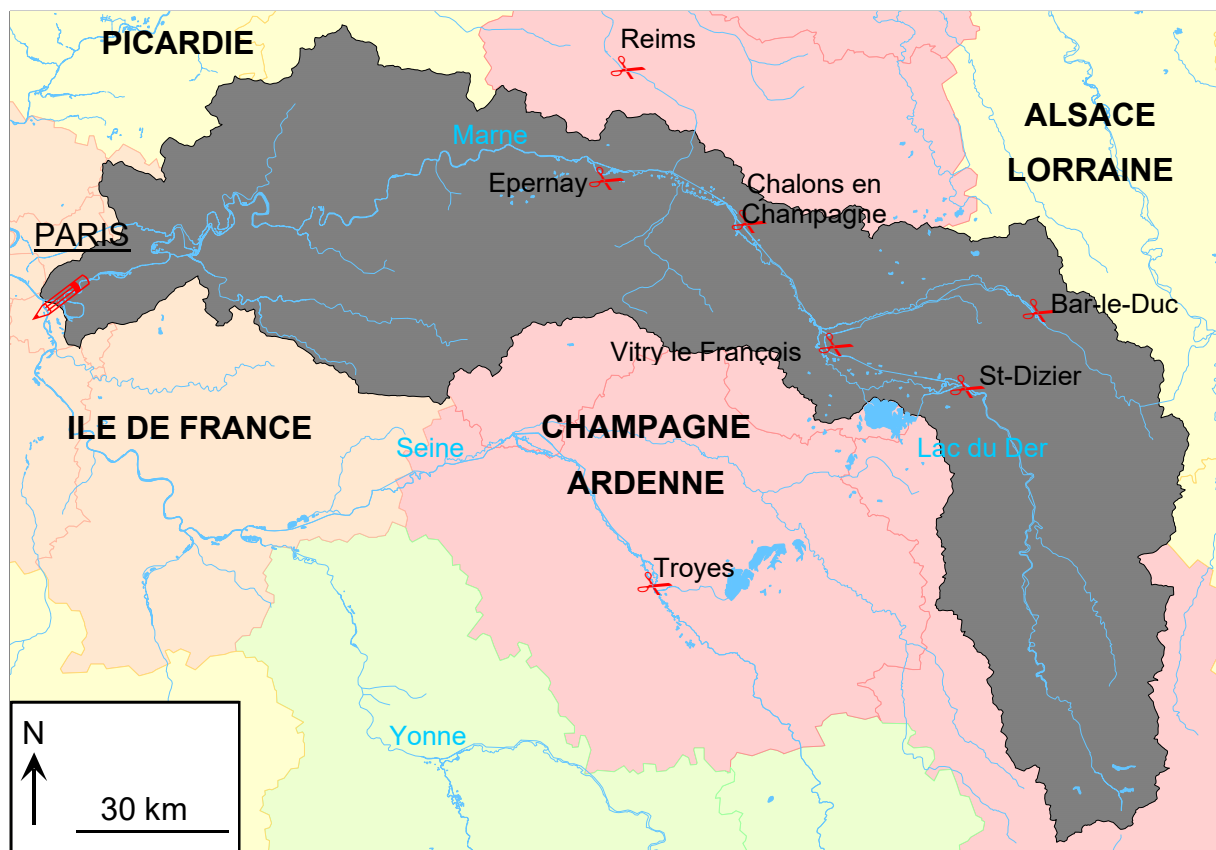 PICARDIE
Reims
ALSACE
LORRAINE
Marne
Epernay
Chalons en
Champagne
PARIS
Bar-le-Duc
Vitry le François
St-Dizier
ILE DE FRANCE
CHAMPAGNE
ARDENNE
Seine
Lac du Der
Troyes
Yonne
N
30 km